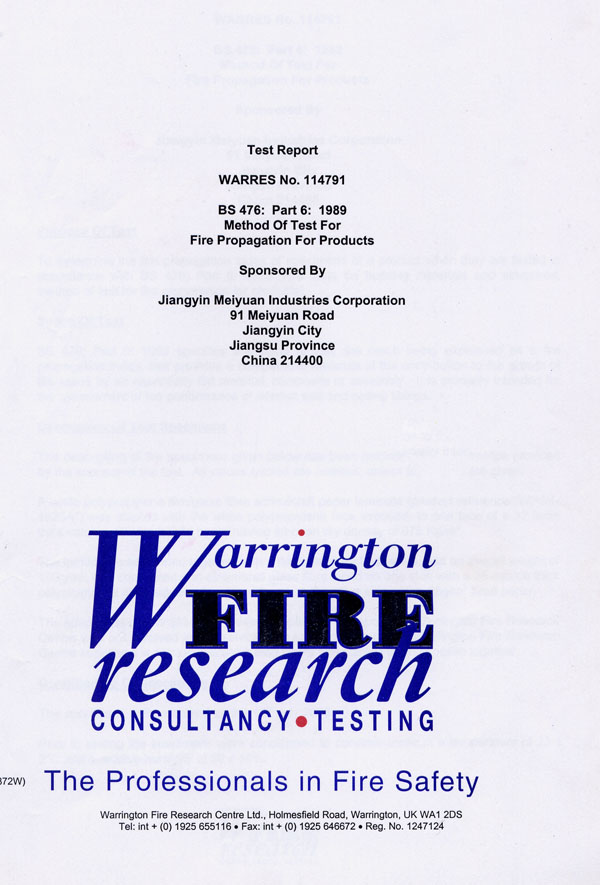 Test Report
WARRES No. 114791
BS 476: Part 6: 1989
Method Of Test For
Fire Propagation For Products
Sponsored By
Jiangyin Meiyuan Industries Corporation
91 Meiyuan Road
Jiangyin City
Jiangsu Province
China 214400
Warrington
FIRE
research
CONSULTANCY•TESTING
372W)
The Professionals in Fire Safety
Warrington Fire Research Centre Ltd., Holmesfield Road, Warrington, UK WA1 2DS
Tel: int + (0) 1925 655116 • Fax: int + (0) 1925 646672 • Reg. No. 1247124